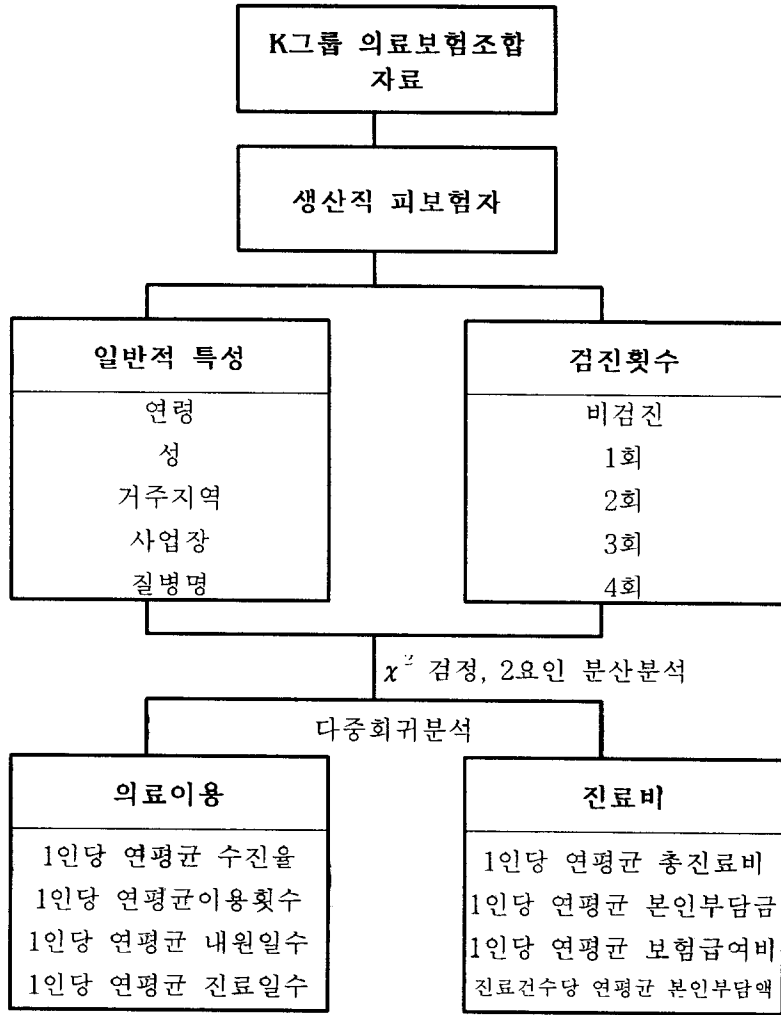 K그룹 의료보험조합
자료
생산직 피보험자
일반적 특성
연령
성
거주지역
사업장
질병명
검진횟수
비검진
1회
2회
3회
4회
χ² 검정, 2요인 분산분석
다중회귀분석
의료이용
1인당 연평균 수진율
1인당 연평균이용횟수
1인당 연평균 내원일수
1인당 연평균 진료일수
진료비
1인당 연평균 총진료비
1인당 연평균 본인부담금
1인당 연평균 보험급여비
진료건수당 연평균 본인부담액